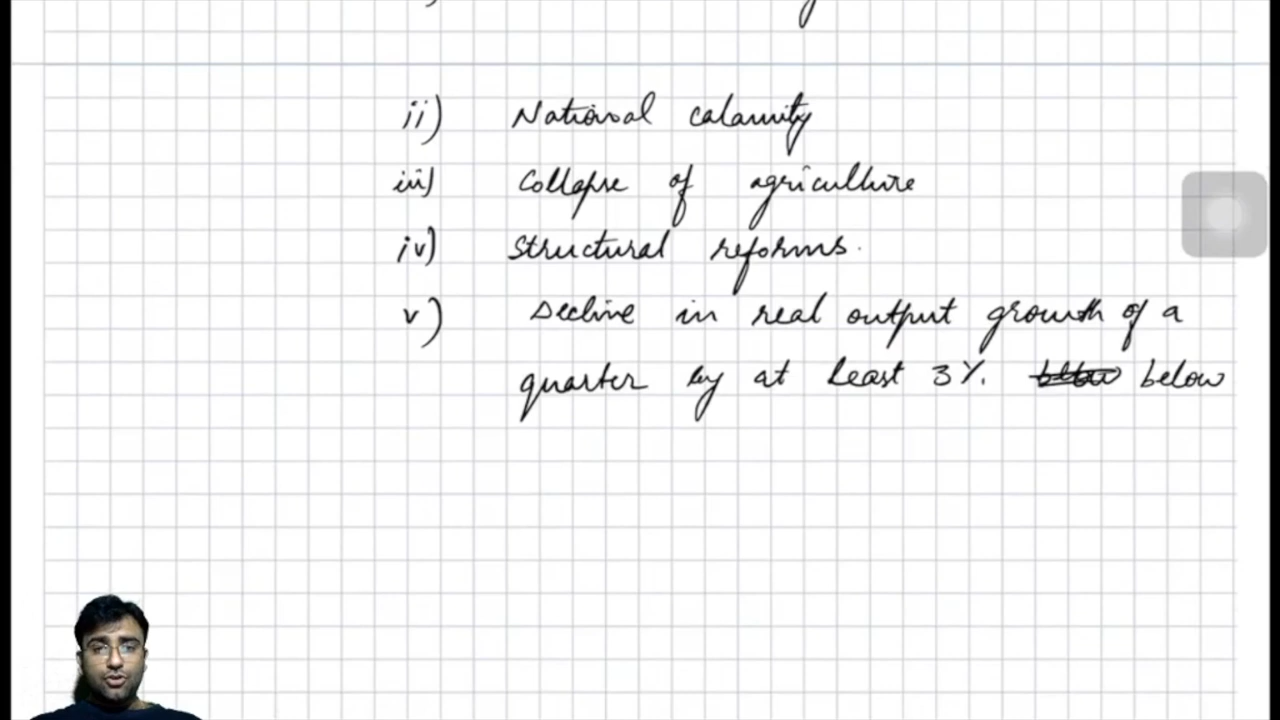 ii) National calamity
iii) Collapse of agriculture
iv) Structural reforms.
v) Decline in real output growth of a
quarter by at least 3%. below